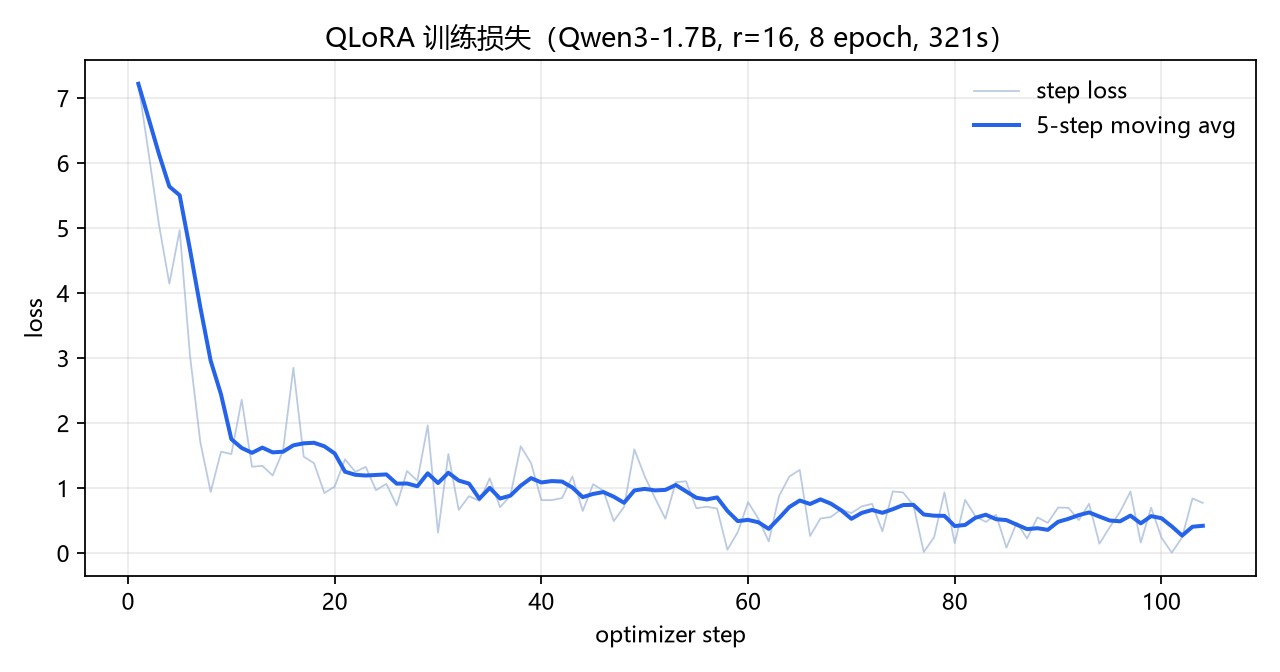 QLoRA 训练损失（Qwen3-1.7B, r=16, 8 epoch, 321s）
step loss
5-step moving avg
7
6
5
4
3
2
1
0
loss
0 20 40 60 80 100
optimizer step